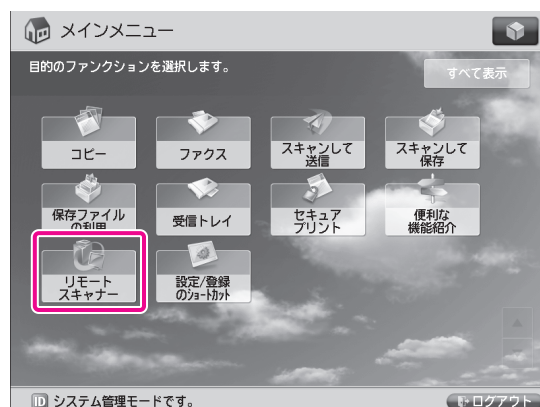 メインメニュー
目的のファンクションを選択します。
すべて表示
コピー
ファクス
スキャンして
送信
スキャンして
保存
保存ファイル
の利用
受信トレイ
セキュア
プリント
便利な
機能紹介
リモート
スキャナー
設定/登録
のショートカット
ID システム管理モードです。
ログアウト